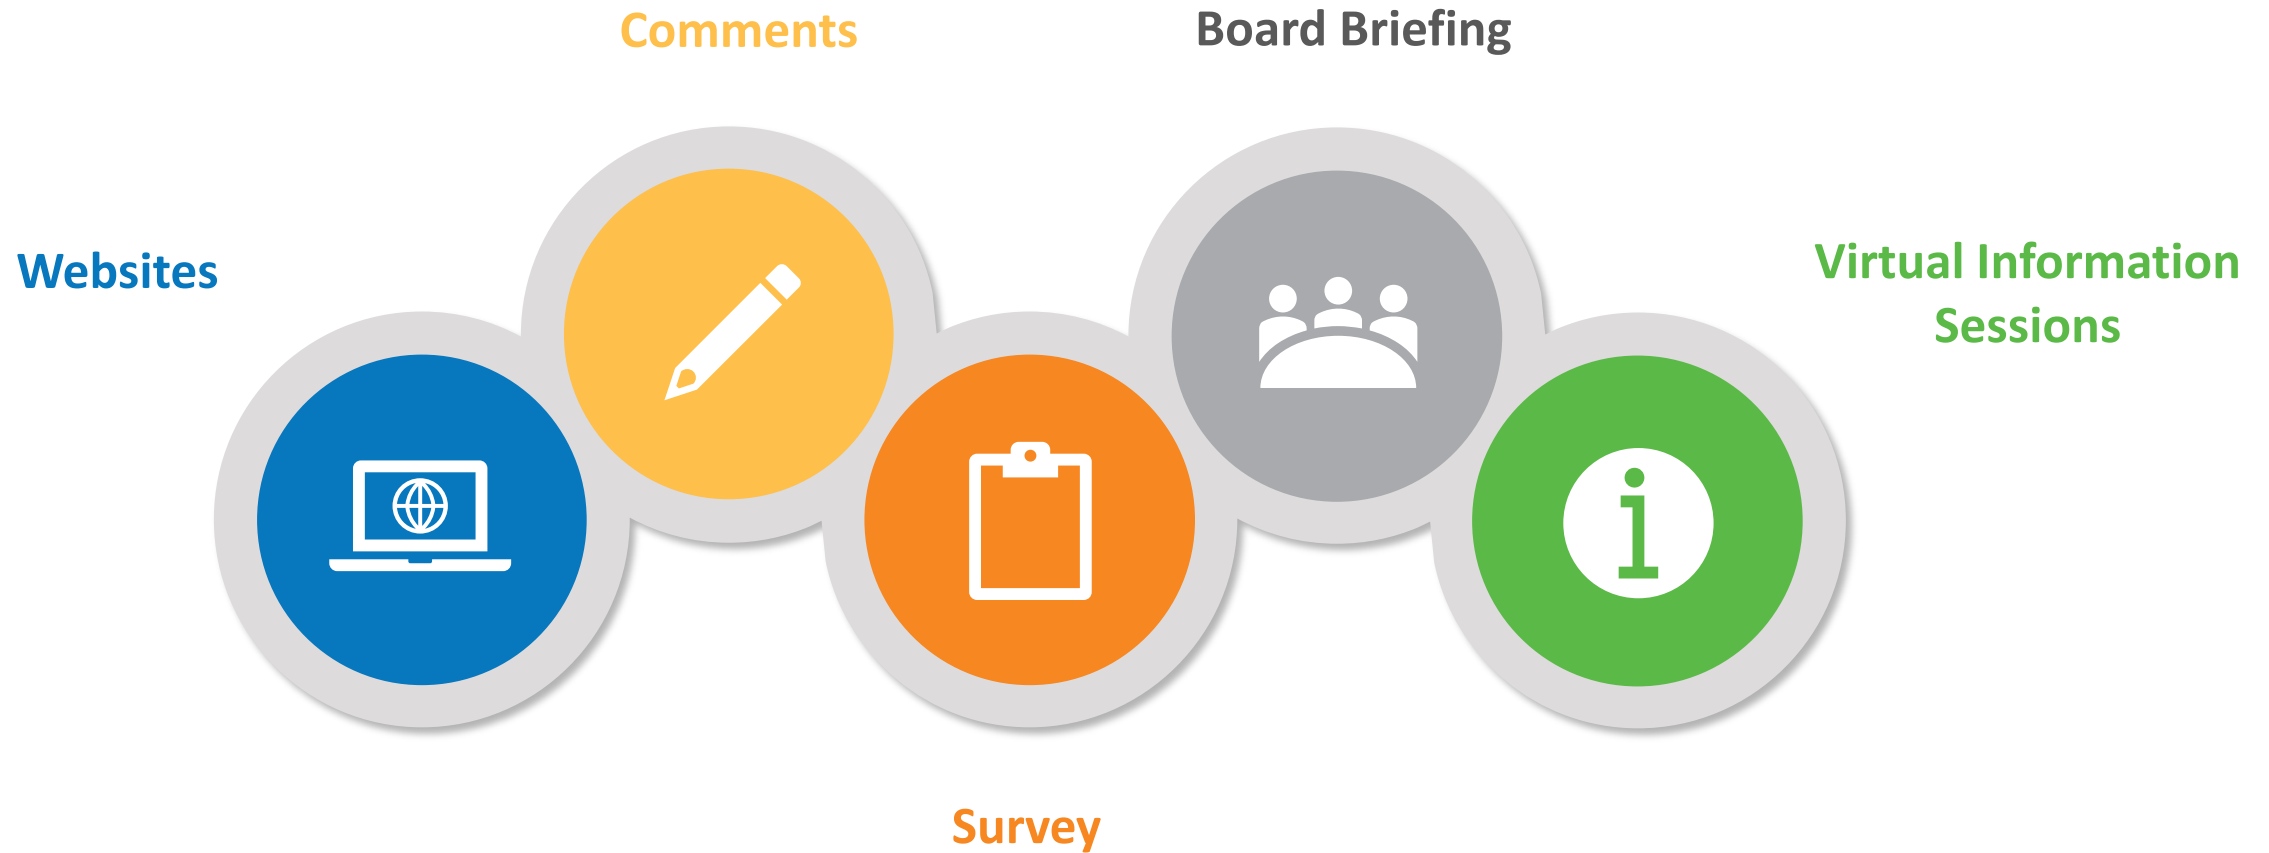 Websites
Comments
Survey
Board Briefing
Virtual Information
Sessions